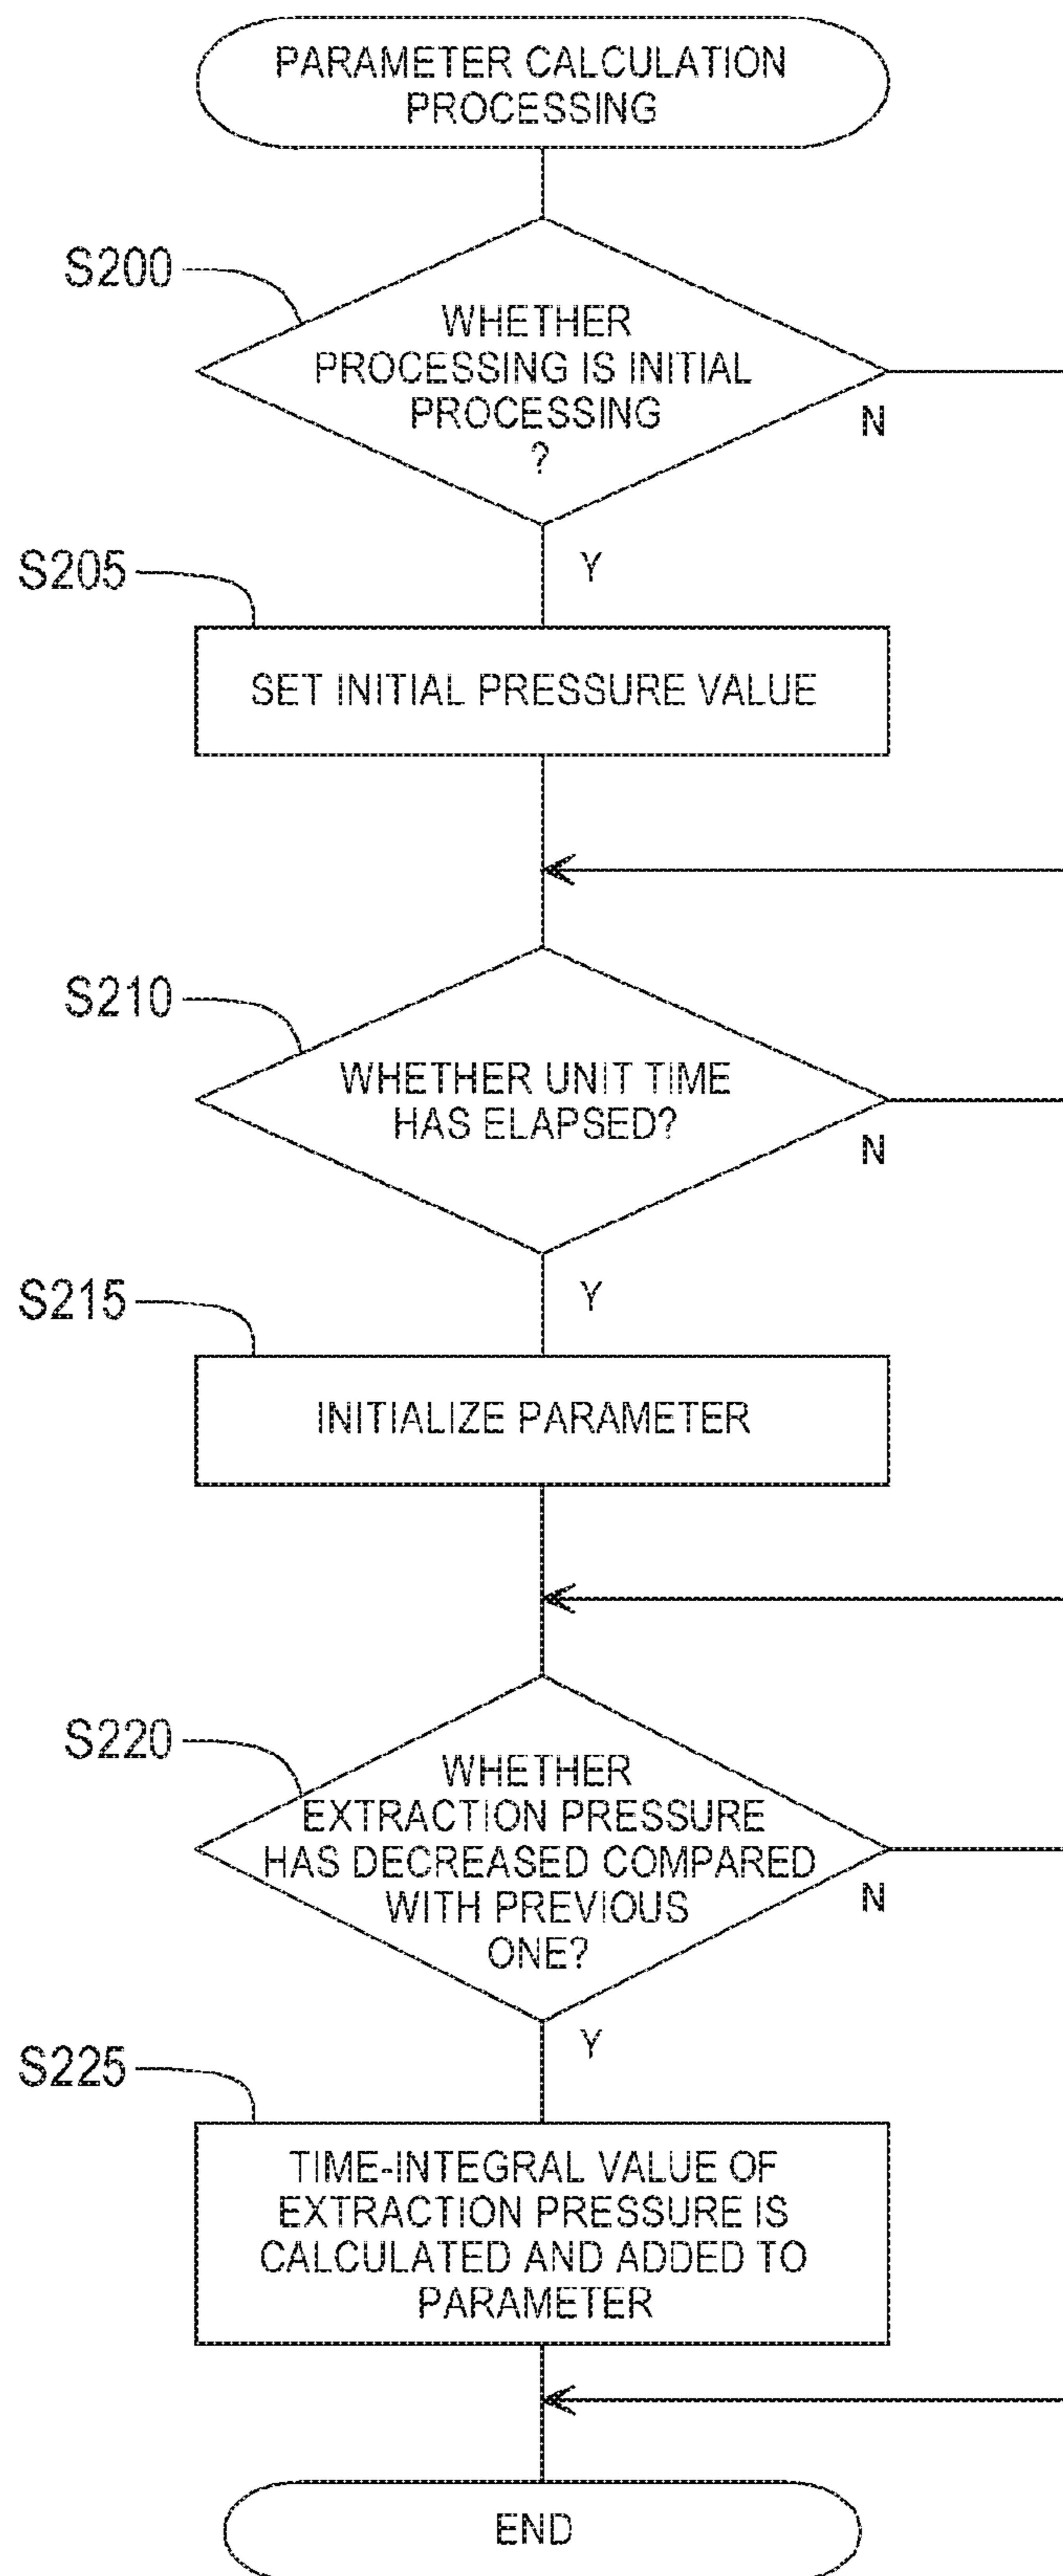 PARAMETER CALCULATION
PROCESSING
S200
WHETHER
PROCESSING IS INITIAL
PROCESSING
?
N
Y
S205
SET INITIAL PRESSURE VALUE
S210
WHETHER UNIT TIME
HAS ELAPSED?
N
Y
S215
INITIALIZE PARAMETER
S220
WHETHER
EXTRACTION PRESSURE
HAS DECREASED COMPARED
WITH PREVIOUS
ONE?
N
Y
S225
TIME-INTEGRAL VALUE OF
EXTRACTION PRESSURE IS
CALCULATED AND ADDED TO
PARAMETER
END